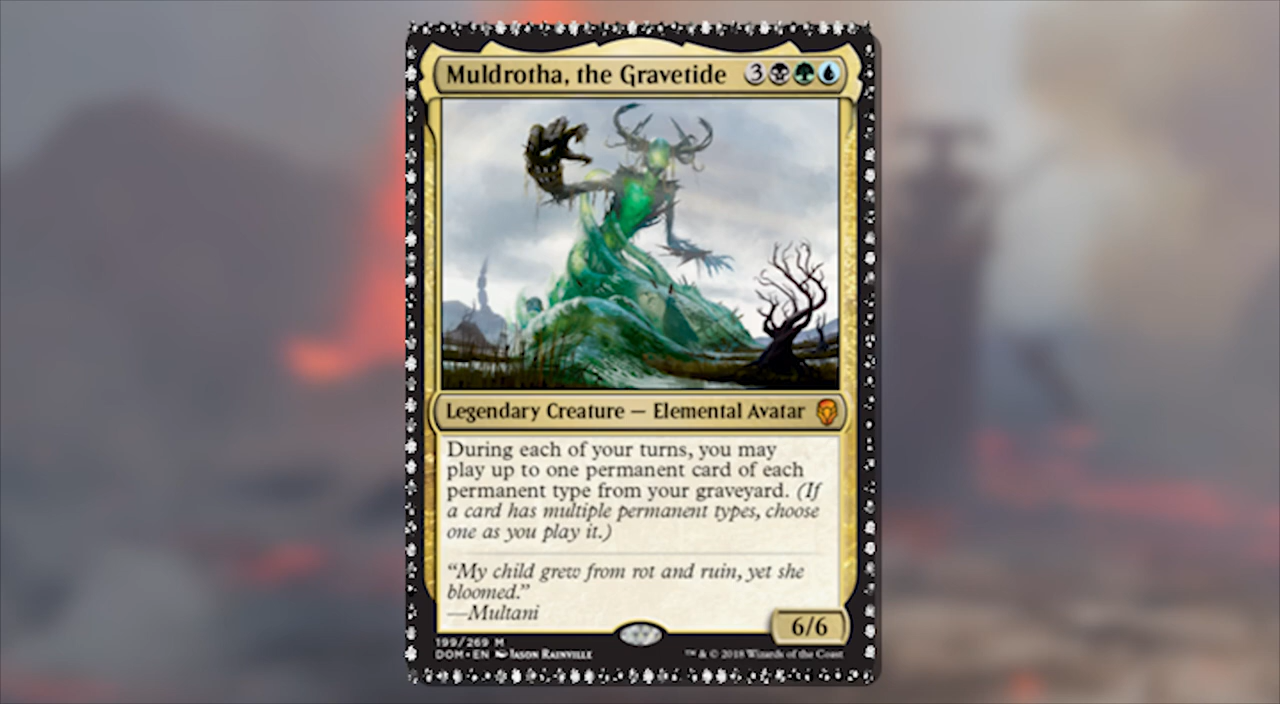 Muldrotha, the Gravetide 3
Legendary Creature — Elemental Avatar
During each of your turns, you may
play up to one permanent card of each
permanent type from your graveyard. (If
a card has multiple permanent types, choose
one as you play it.)
“My child grew from rot and ruin, yet she
bloomed.”
—Multani
6/6
199/269 M
DOM • EN Jason Rainville
™ & © 2018 Wizards of the Coast